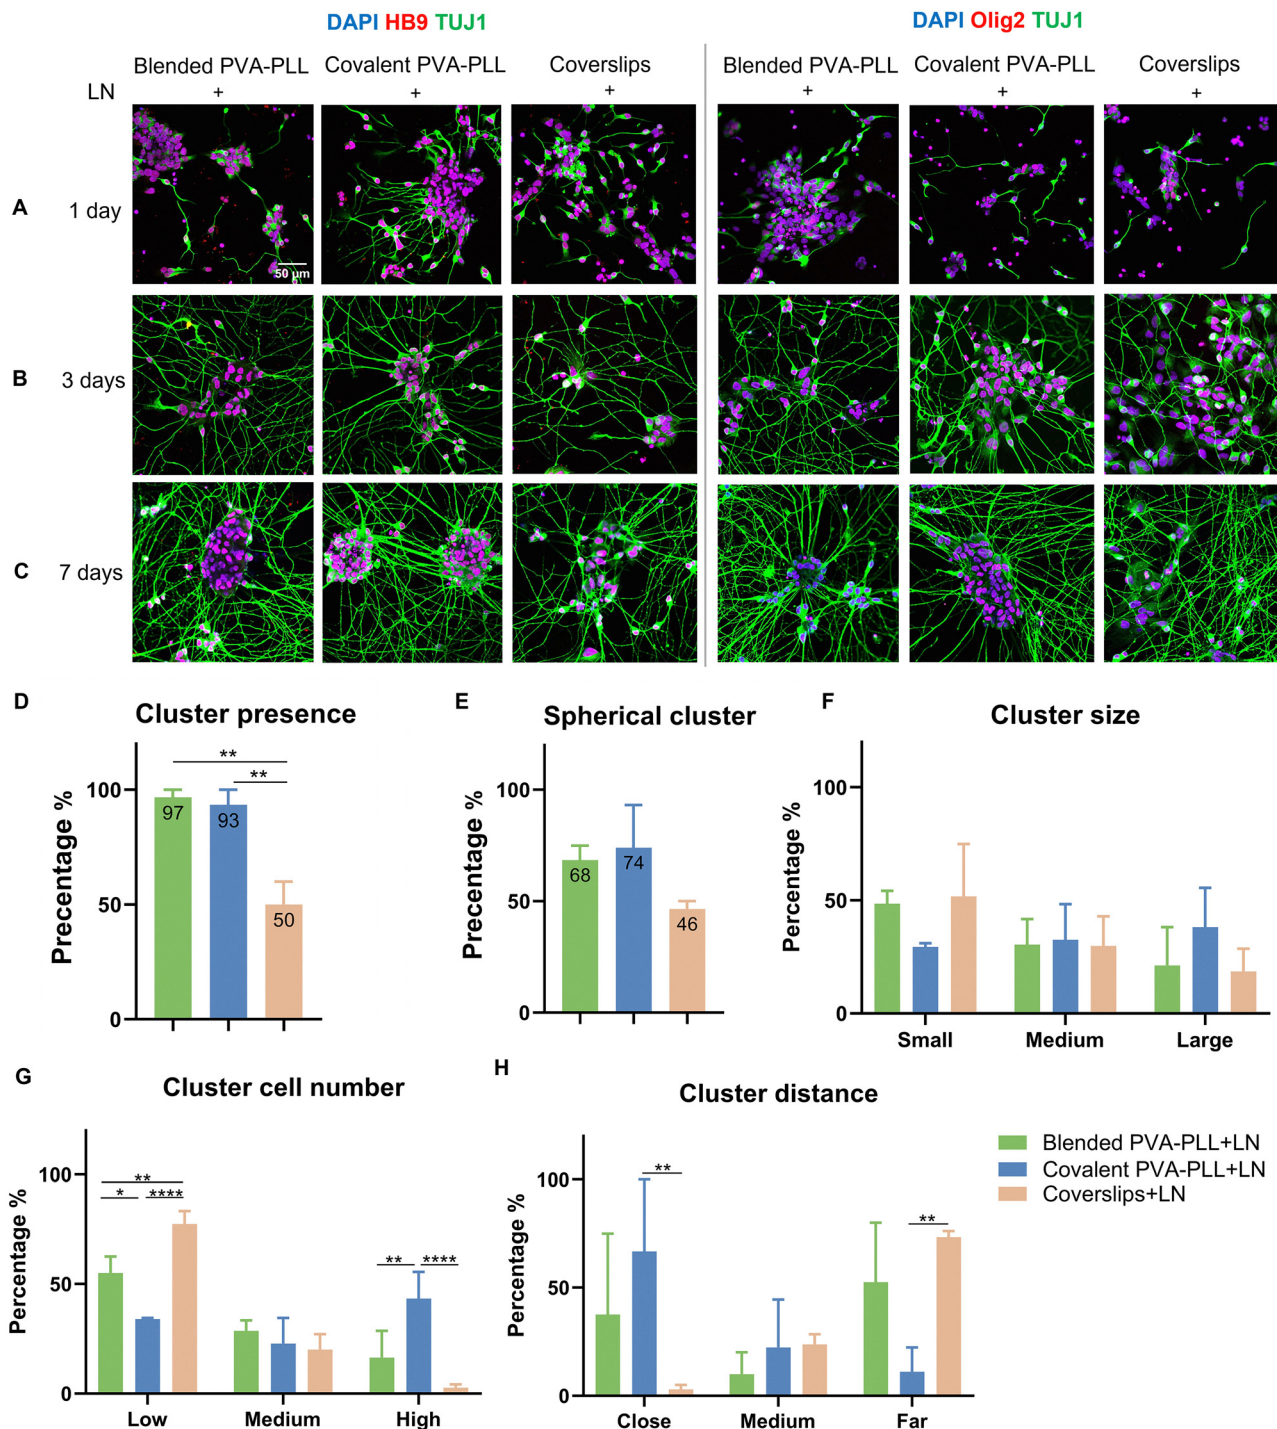 DAPI HB9 TUJ1
DAPI Olig2 TUJ1
Blended PVA-PLL Covalent PVA-PLL Coverslips
Blended PVA-PLL Covalent PVA-PLL Coverslips
LN + + + + + +
A 1 day
50 µm
B 3 days
C 7 days
D
Cluster presence
Precentage %
100
50
0
**
**
97
93
50
E
Spherical cluster
Precentage %
100
50
0
68
74
46
F
Cluster size
Percentage %
100
50
0
Small Medium Large
G
Cluster cell number
Percentage %
100
50
0
**
* ****
** ****
Low Medium High
H
Cluster distance
Percentage %
100
50
0
**
**
Close Medium Far
Blended PVA-PLL+LN
Covalent PVA-PLL+LN
Coverslips+LN